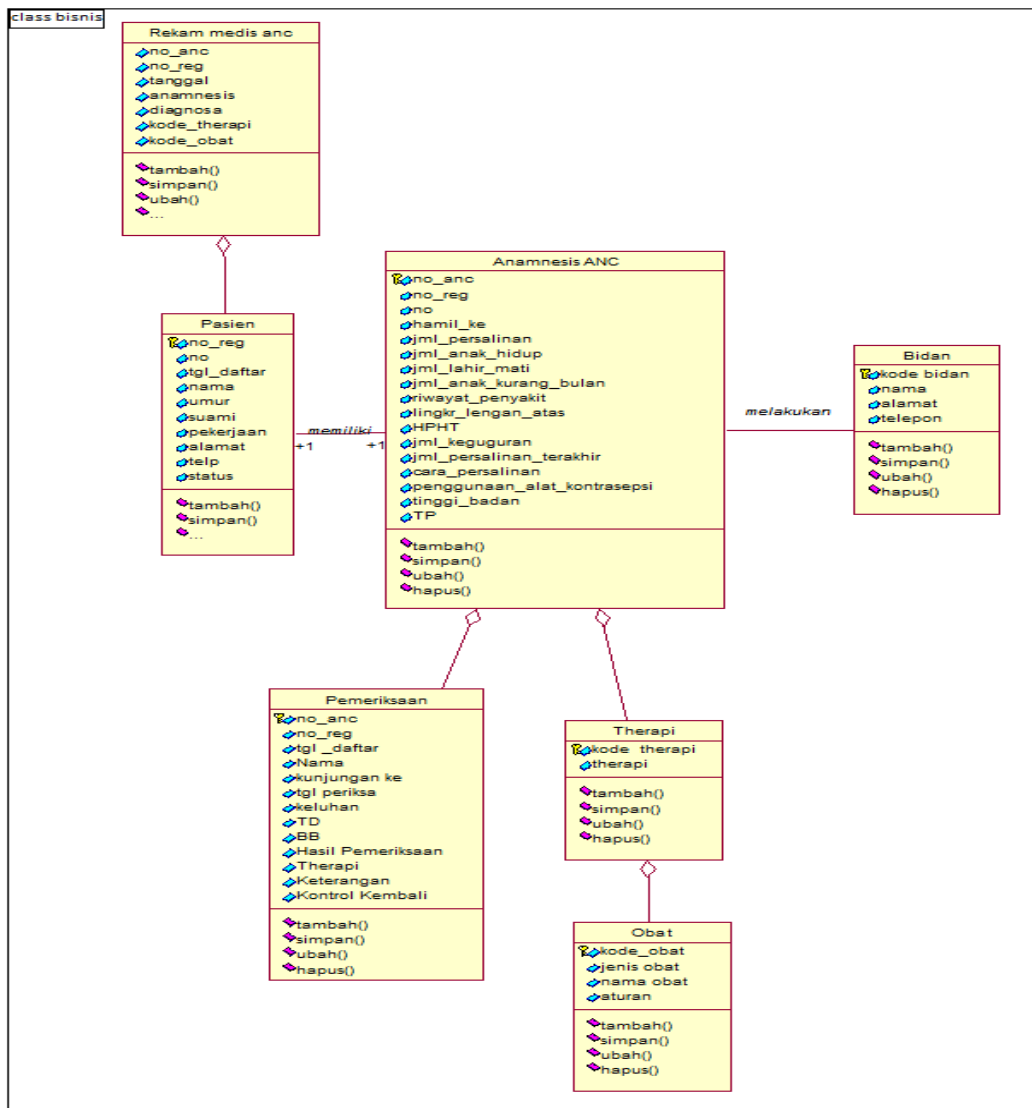 class bisnis
Rekam medis anc
no_anc
no_reg
tanggal
anamnesis
diagnosa
kode_therapi
kode_obat
tambah()
simpan()
ubah()
...
Pasien
no_reg
no
tgl_daftar
nama
umur
suami
pekerjaan
alamat
telp
status
tambah()
simpan()
...
memiliki
+1
+1
Anamnesis ANC
no_anc
no_reg
no
hamil_ke
jml_persalinan
jml_anak_hidup
jml_lahir_mati
jml_anak_kurang_bulan
riwayat_penyakit
lingkr_lengan_atas
HPHT
jml_keguguran
jml_persalinan_terakhir
cara_persalinan
penggunaan_alat_kontrasepsi
tinggi_badan
TP
tambah()
simpan()
ubah()
hapus()
melakukan
Bidan
kode bidan
nama
alamat
telepon
tambah()
simpan()
ubah()
hapus()
Pemeriksaan
no_anc
no_reg
tgl _daftar
Nama
kunjungan ke
tgl periksa
keluhan
TD
BB
Hasil Pemeriksaan
Therapi
Keterangan
Kontrol Kembali
tambah()
simpan()
ubah()
hapus()
Therapi
kode therapi
therapi
tambah()
simpan()
ubah()
hapus()
Obat
kode_obat
jenis obat
nama obat
aturan
tambah()
simpan()
ubah()
hapus()